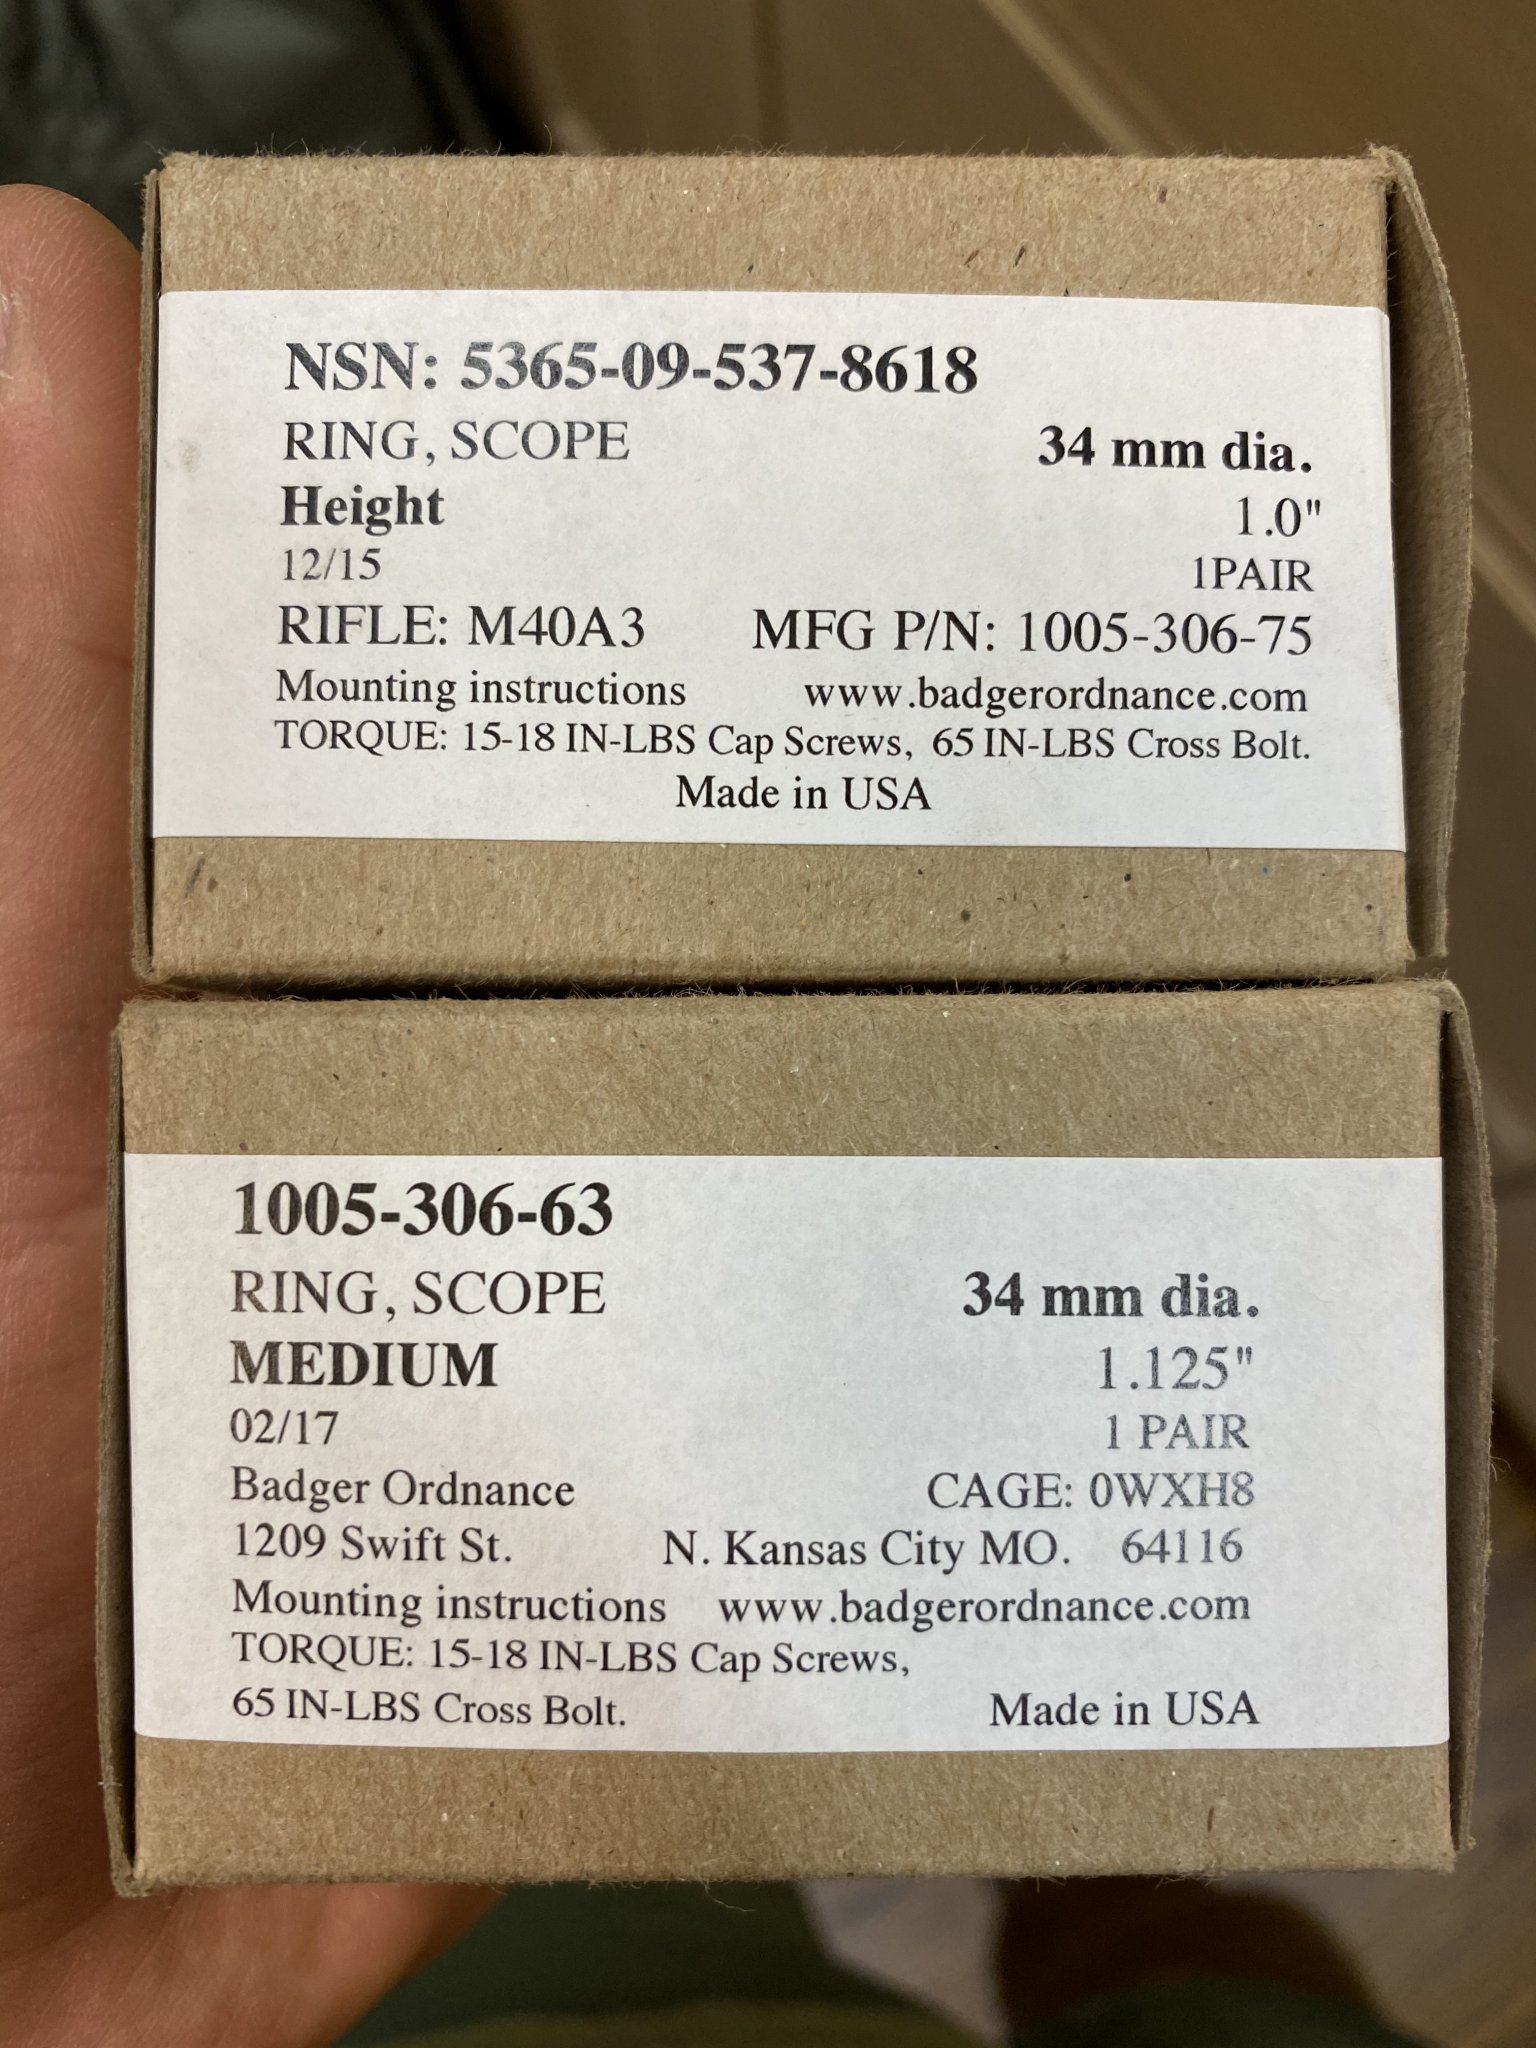 NSN: 5365-09-537-8618
RING, SCOPE 34 mm dia.
Height 1.0"
12/15 1PAIR
RIFLE: M40A3 MFG P/N: 1005-306-75
Mounting instructions www.badgerordnance.com
TORQUE: 15-18 IN-LBS Cap Screws, 65 IN-LBS Cross Bolt.
Made in USA
1005-306-63
RING, SCOPE 34 mm dia.
MEDIUM 1.125"
02/17 1 PAIR
Badger Ordnance CAGE: 0WXH8
1209 Swift St. N. Kansas City MO. 64116
Mounting instructions www.badgerordnance.com
TORQUE: 15-18 IN-LBS Cap Screws,
65 IN-LBS Cross Bolt. Made in USA